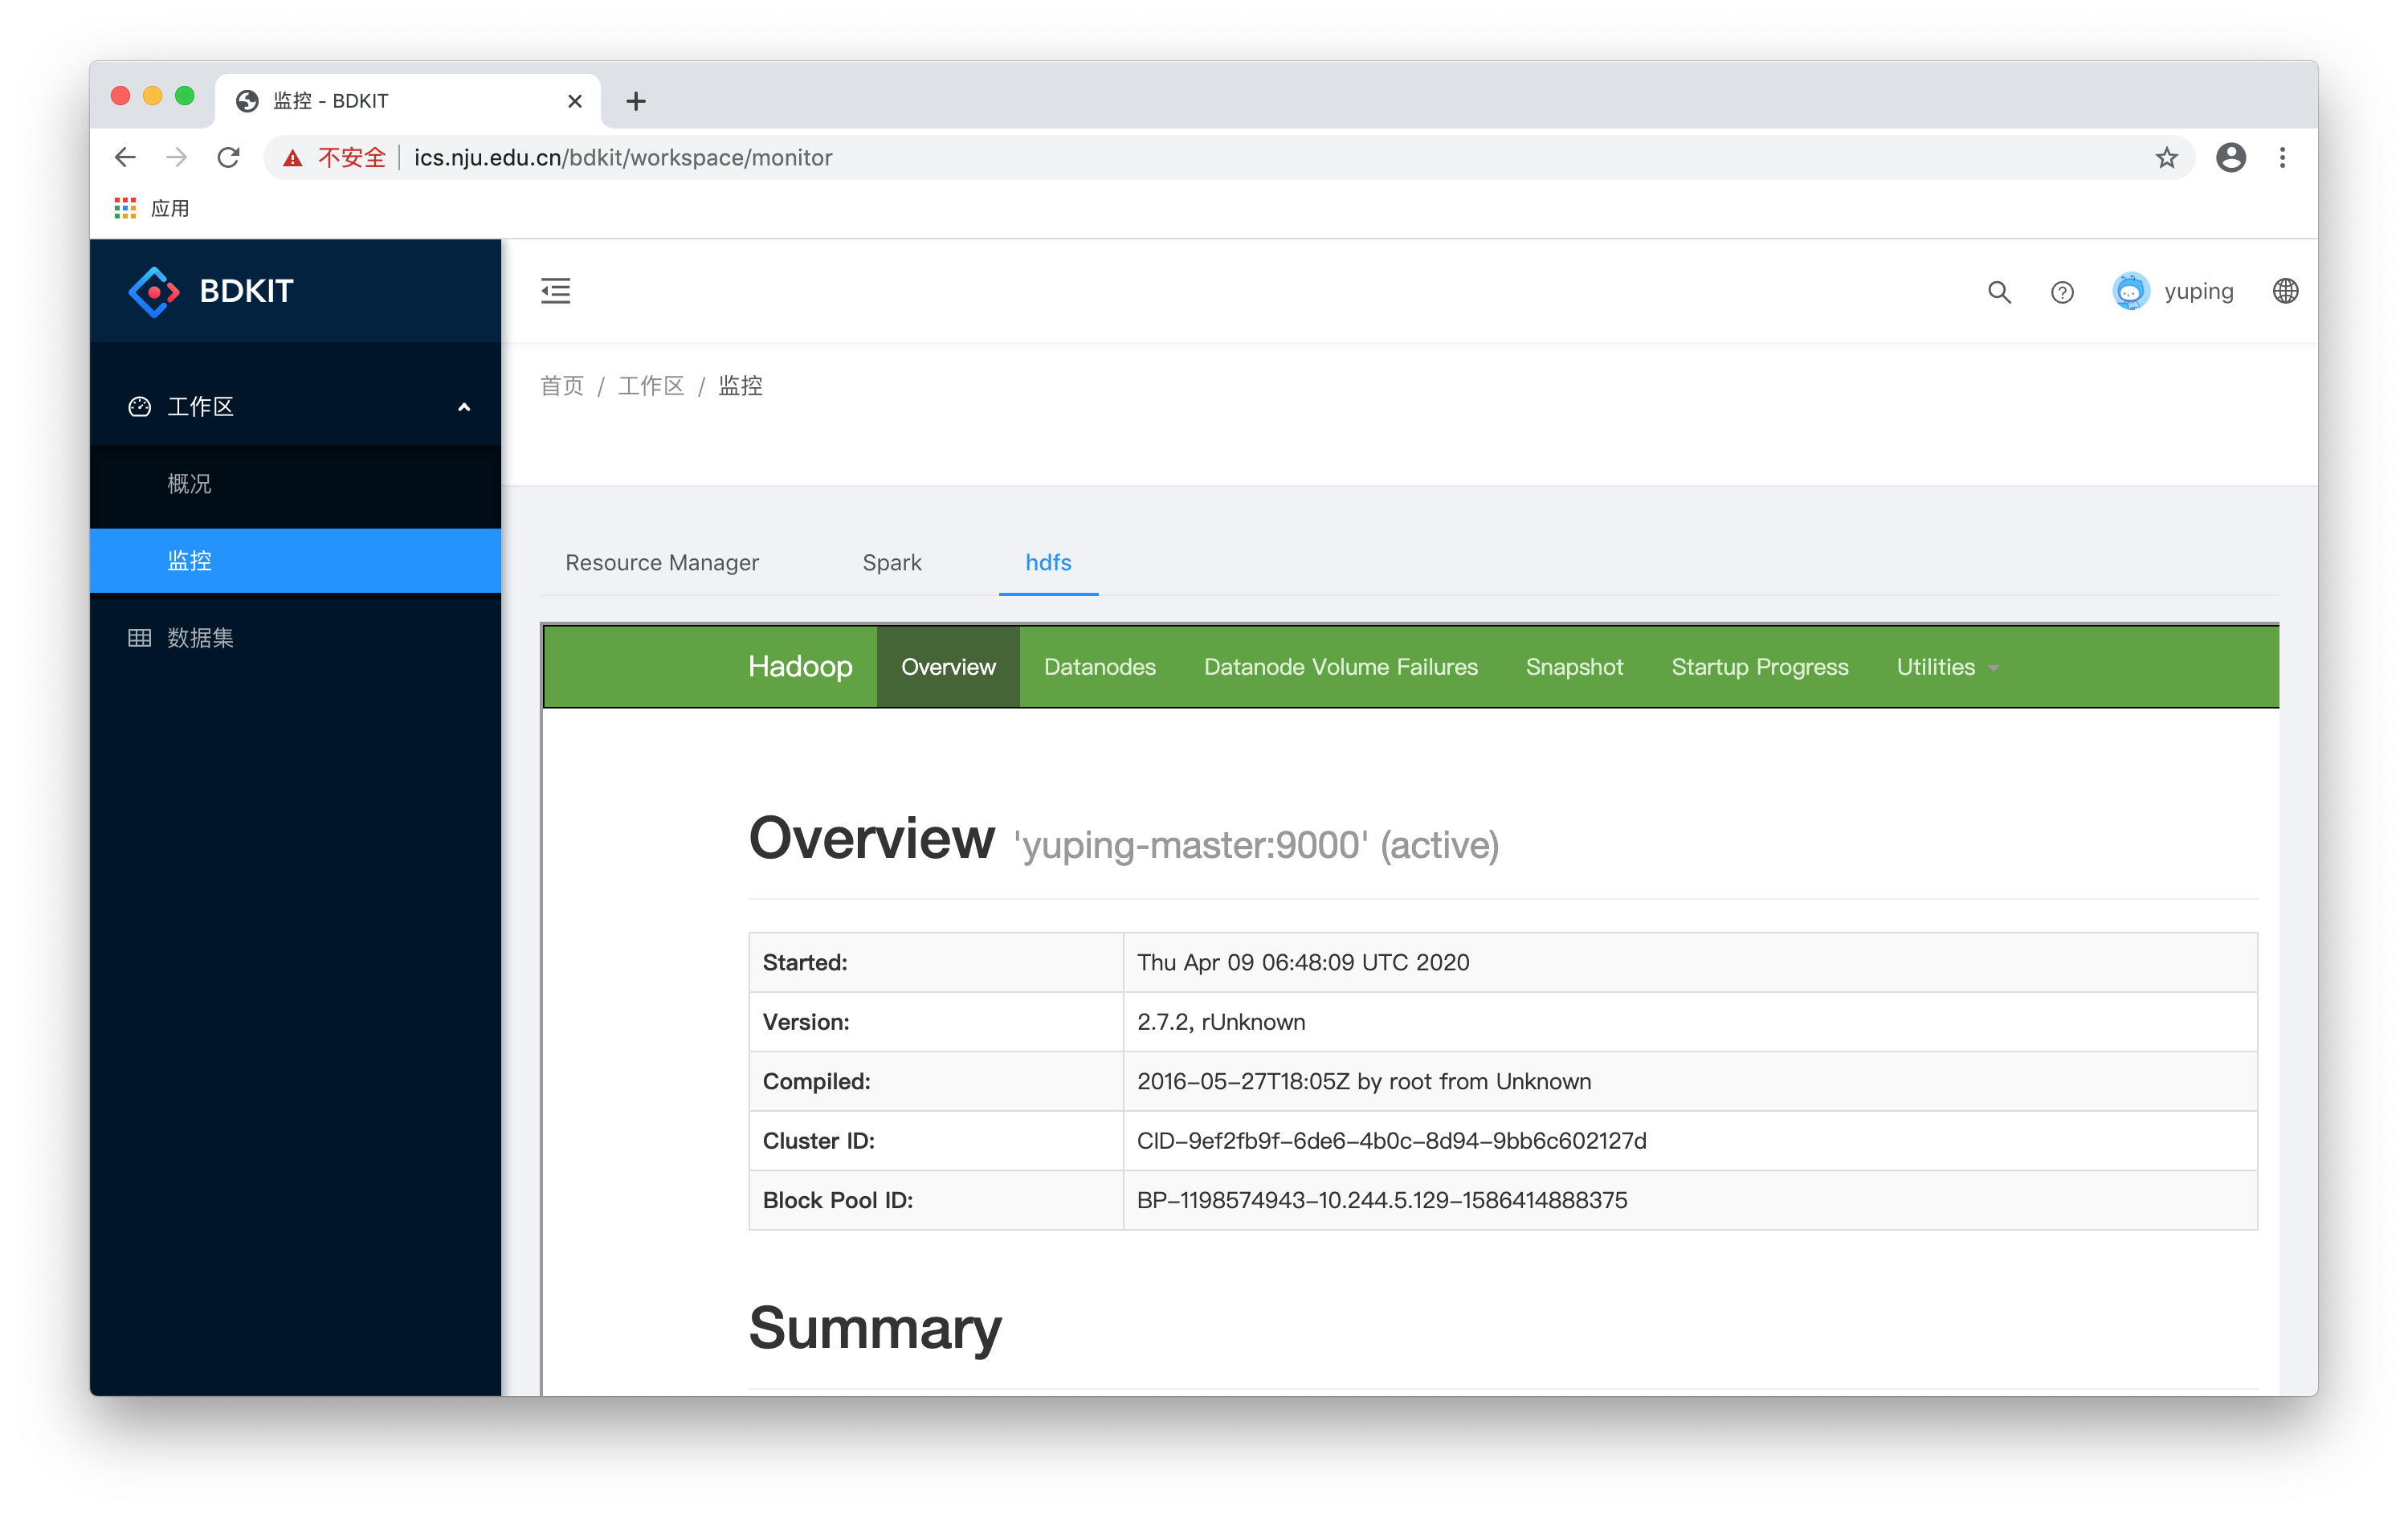 监控 - BDKIT
不安全 ics.nju.edu.cn/bdkit/workspace/monitor
应用
BDKIT
yuping
工作区
概况
监控
数据集
首页 / 工作区 / 监控
Resource Manager Spark hdfs
Hadoop Overview Datanodes Datanode Volume Failures Snapshot Startup Progress Utilities
Overview 'yuping-master:9000' (active)
Started: Thu Apr 09 06:48:09 UTC 2020
Version: 2.7.2, rUnknown
Compiled: 2016-05-27T18:05Z by root from Unknown
Cluster ID: CID-9ef2fb9f-6de6-4b0c-8d94-9bb6c602127d
Block Pool ID: BP-1198574943-10.244.5.129-1586414888375
Summary